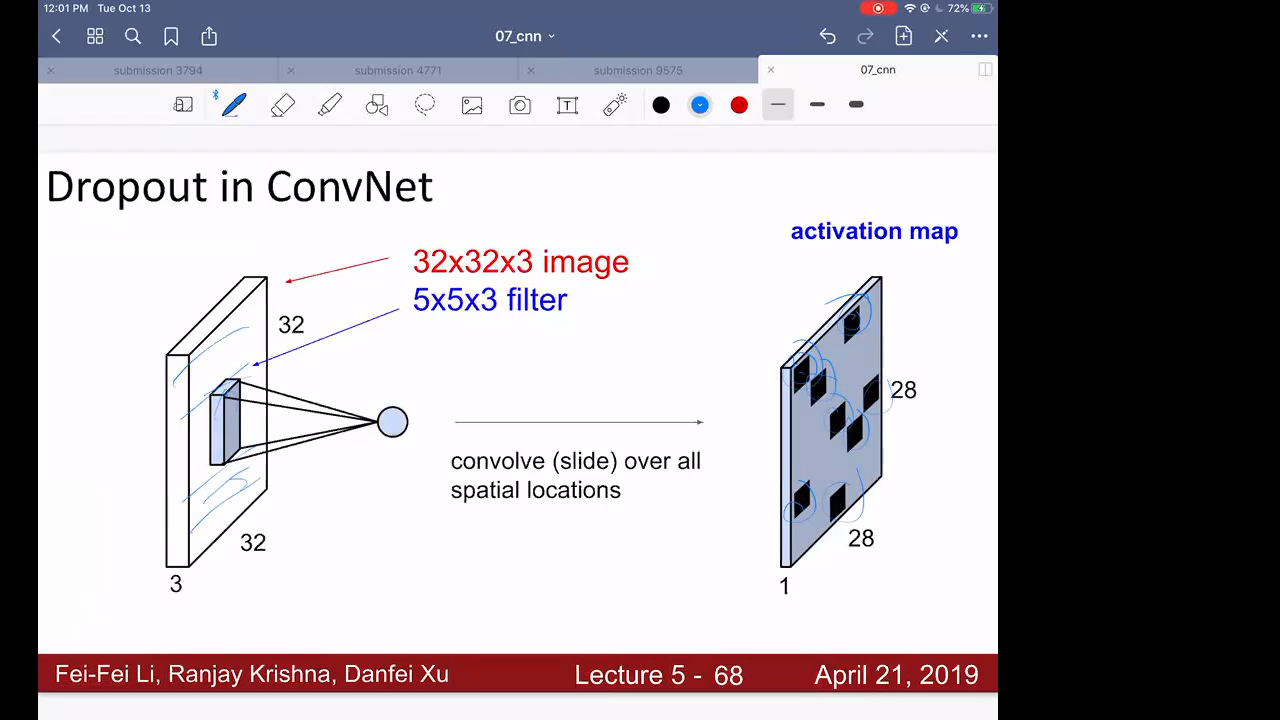 12:01 PM Tue Oct 13
72%
07_cnn
submission 3794
submission 4771
submission 9575
07_cnn
T
Dropout in ConvNet
activation map
32x32x3 image
5x5x3 filter
32
28
convolve (slide) over all
spatial locations
32
28
3
1
Fei-Fei Li, Ranjay Krishna, Danfei Xu
Lecture 5 - 68
April 21, 2019